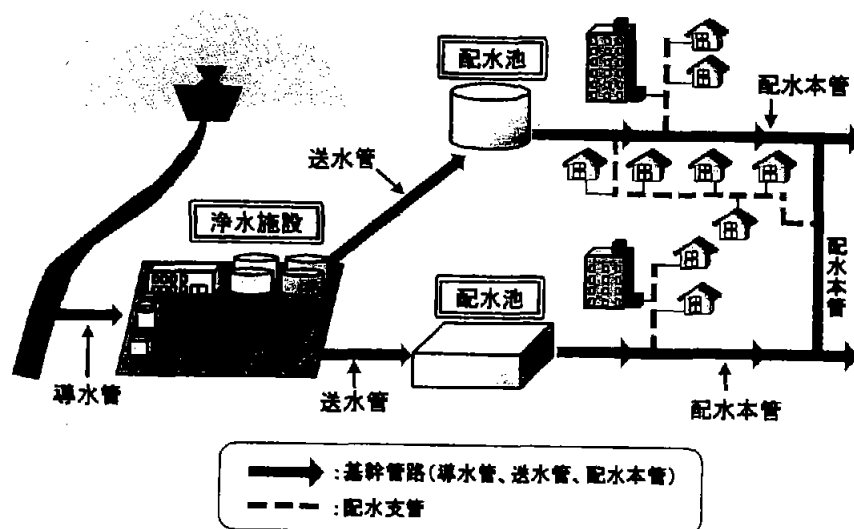 配水池
配水本管
送水管
浄水施設
配水池
配水本管
導水管
送水管
配水本管
:基幹管路(導水管、送水管、配水本管)
:配水支管